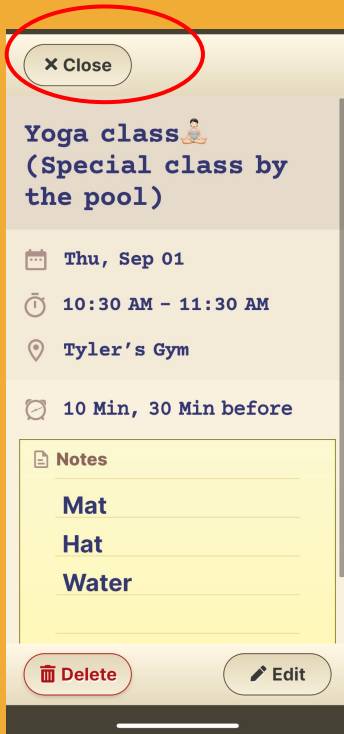 × Close
Yoga class🧘🏻
(Special class by
the pool)
Thu, Sep 01
10:30 AM – 11:30 AM
Tyler's Gym
10 Min, 30 Min before
Notes
Mat
Hat
Water
Delete
Edit